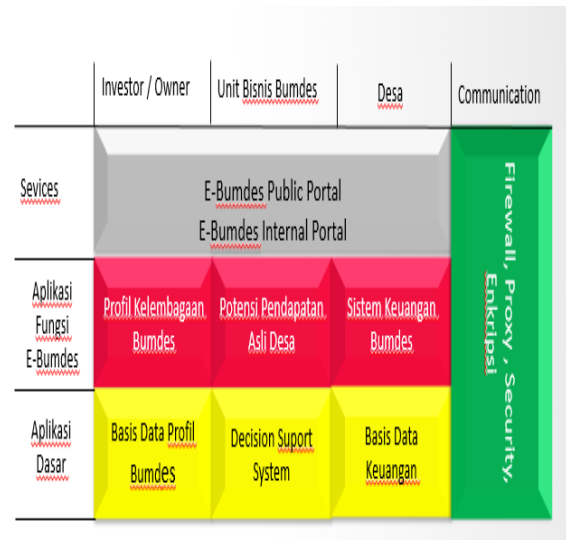 Investor / Owner
Unit Bisnis Bumdes
Desa
Communication
Sevices
E-Bumdes Public Portal
E-Bumdes Internal Portal
Firewall, Proxy , Security,
Enkripsi
Aplikasi
Fungsi
E-Bumdes
Profil Kelembagaan
Bumdes
Potensi Pendapatan
Asli Desa
Sistem Keuangan
Bumdes
Aplikasi
Dasar
Basis Data Profil
Bumdes
Decision Suport
System
Basis Data
Keuangan